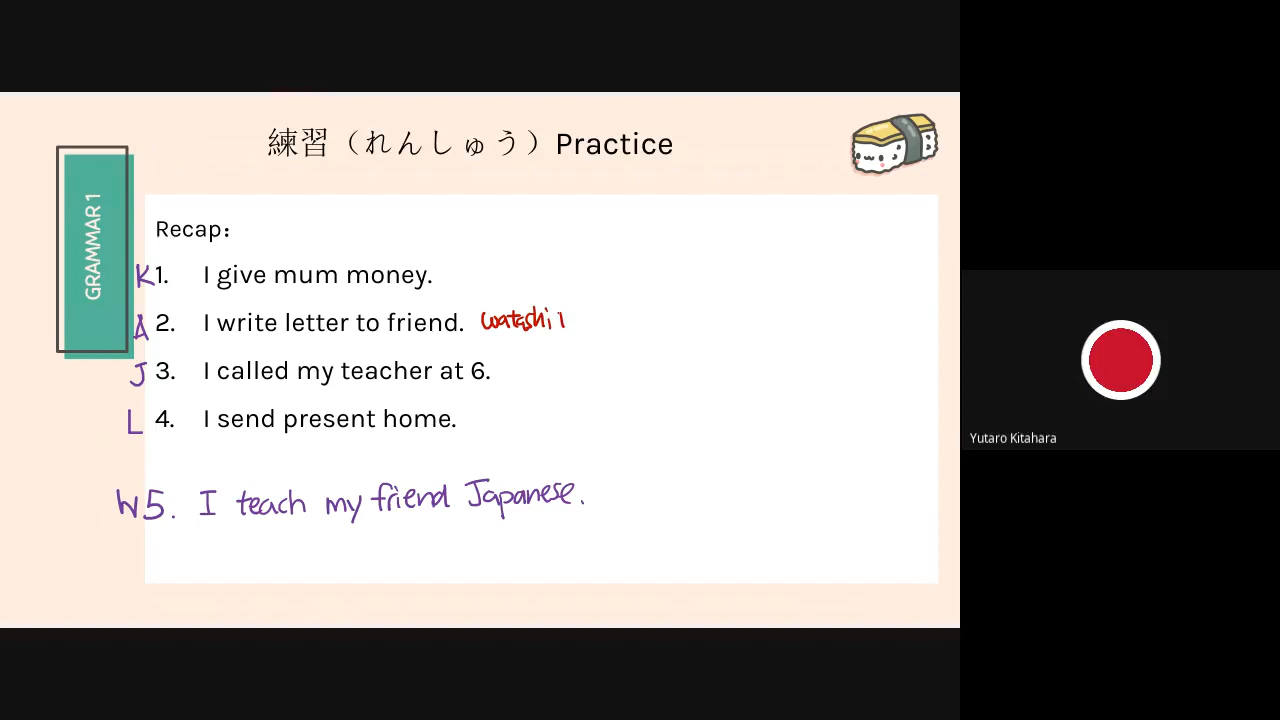 練習（れんしゅう）Practice
GRAMMAR 1
Recap:
K 1. I give mum money.
A 2. I write letter to friend. watashi
J 3. I called my teacher at 6.
L 4. I send present home.
W 5. I teach my friend Japanese.
Yutaro Kitahara